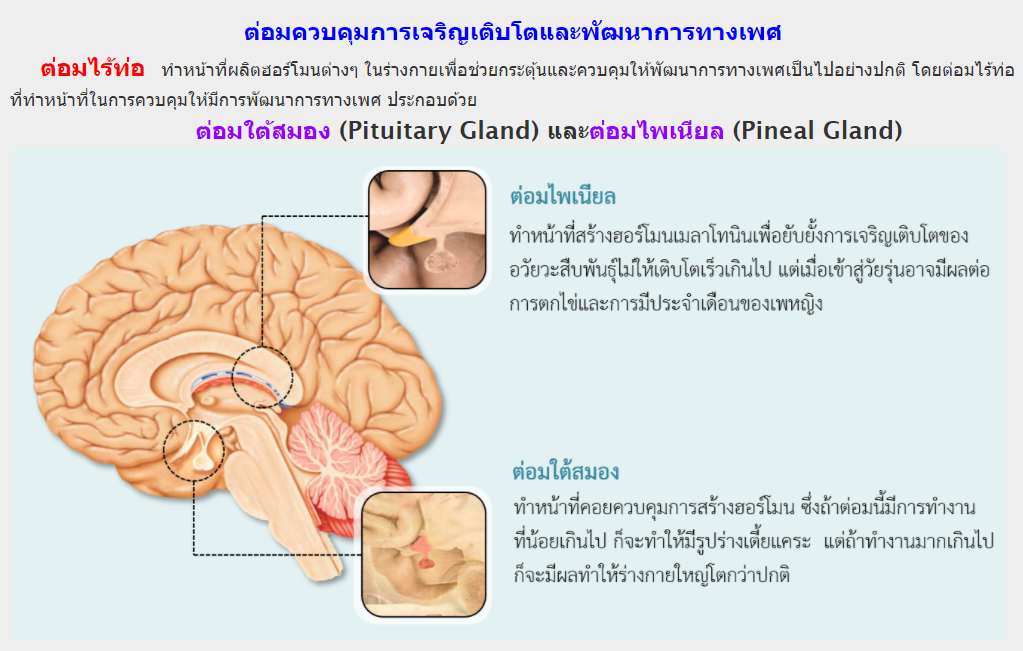 ต่อมควบคุมการเจริญเติบโตและพัฒนาการทางเพศ
ต่อมไร้ท่อ ทำหน้าที่ผลิตฮอร์โมนต่างๆ ในร่างกายเพื่อช่วยกระตุ้นและควบคุมให้พัฒนาการทางเพศเป็นไปอย่างปกติ โดยต่อมไร้ท่อ
ที่ทำหน้าที่ในการควบคุมให้มีการพัฒนาการทางเพศ ประกอบด้วย
ต่อมใต้สมอง (Pituitary Gland) และต่อมไพเนียล (Pineal Gland)
ต่อมไพเนียล
ทำหน้าที่สร้างฮอร์โมนเมลาโทนินเพื่อยับยั้งการเจริญเติบโตของ
อวัยวะสืบพันธุ์ไม่ให้เติบโตเร็วเกินไป แต่เมื่อเข้าสู่วัยรุ่นอาจมีผลต่อ
การตกไข่และการมีประจำเดือนของเพหญิง
ต่อมใต้สมอง
ทำหน้าที่คอยควบคุมการสร้างฮอร์โมน ซึ่งถ้าต่อมนี้มีการทำงาน
ที่น้อยเกินไป ก็จะทำให้มีรูปร่างเตี้ยแคระ แต่ถ้าทำงานมากเกินไป
ก็จะมีผลทำให้ร่างกายใหญ่โตกว่าปกติ